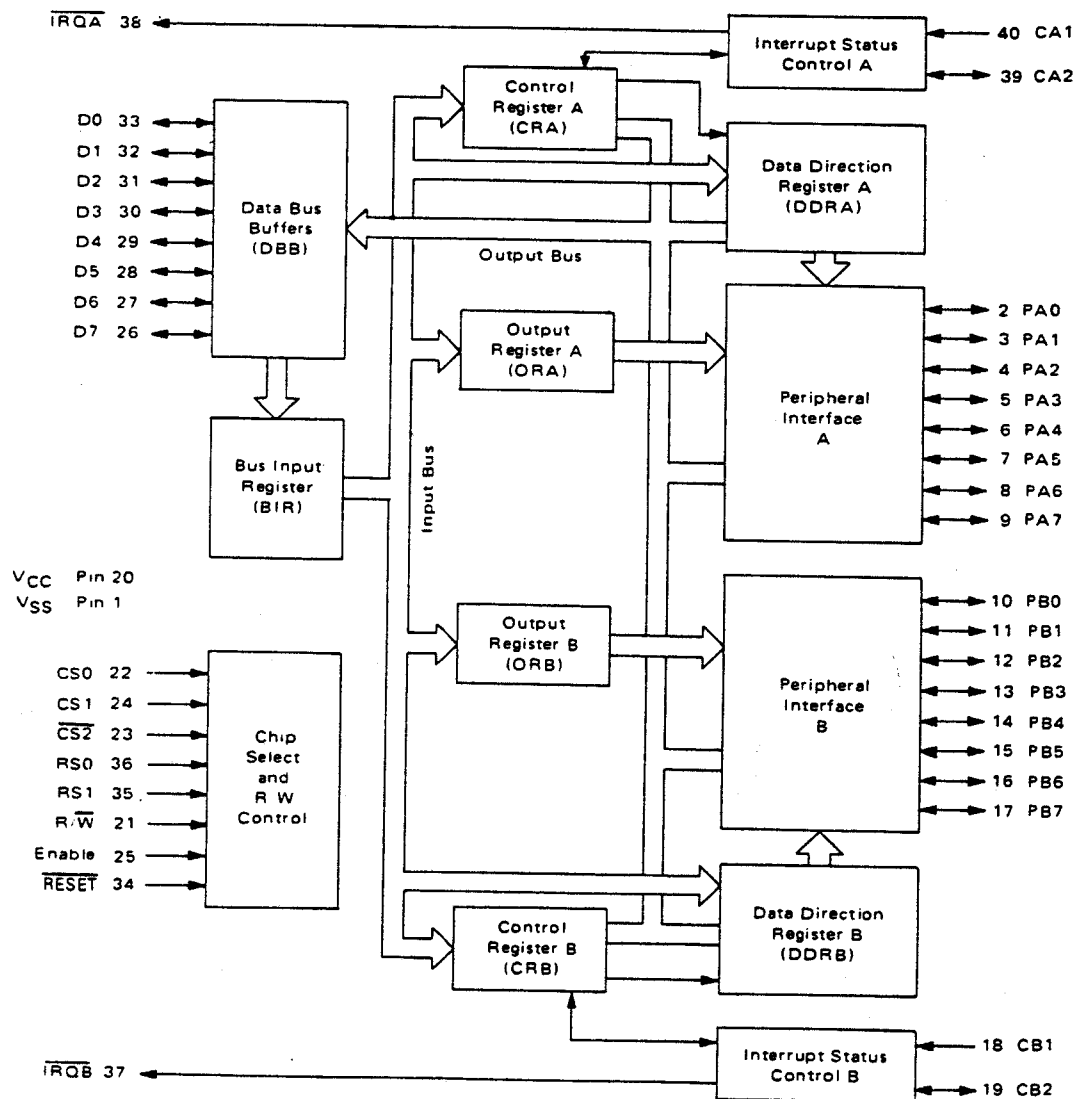 IRQA 38
Interrupt Status
Control A
40 CA1
39 CA2
Control
Register A
(CRA)
D0 33
D1 32
D2 31
D3 30
D4 29
D5 28
D6 27
D7 26
Data Bus
Buffers
(DBB)
Data Direction
Register A
(DDRA)
Output Bus
Output
Register A
(ORA)
Peripheral
Interface
A
2 PA0
3 PA1
4 PA2
5 PA3
6 PA4
7 PA5
8 PA6
9 PA7
Bus Input
Register
(BIR)
Input Bus
VCC Pin 20
VSS Pin 1
Output
Register B
(ORB)
Peripheral
Interface
B
10 PB0
11 PB1
12 PB2
13 PB3
14 PB4
15 PB5
16 PB6
17 PB7
CS0 22
CS1 24
CS2 23
RS0 36
RS1 35
R/W 21
Enable 25
RESET 34
Chip
Select
and
R W
Control
Control
Register B
(CRB)
Data Direction
Register B
(DDRB)
Interrupt Status
Control B
18 CB1
19 CB2
IRQB 37